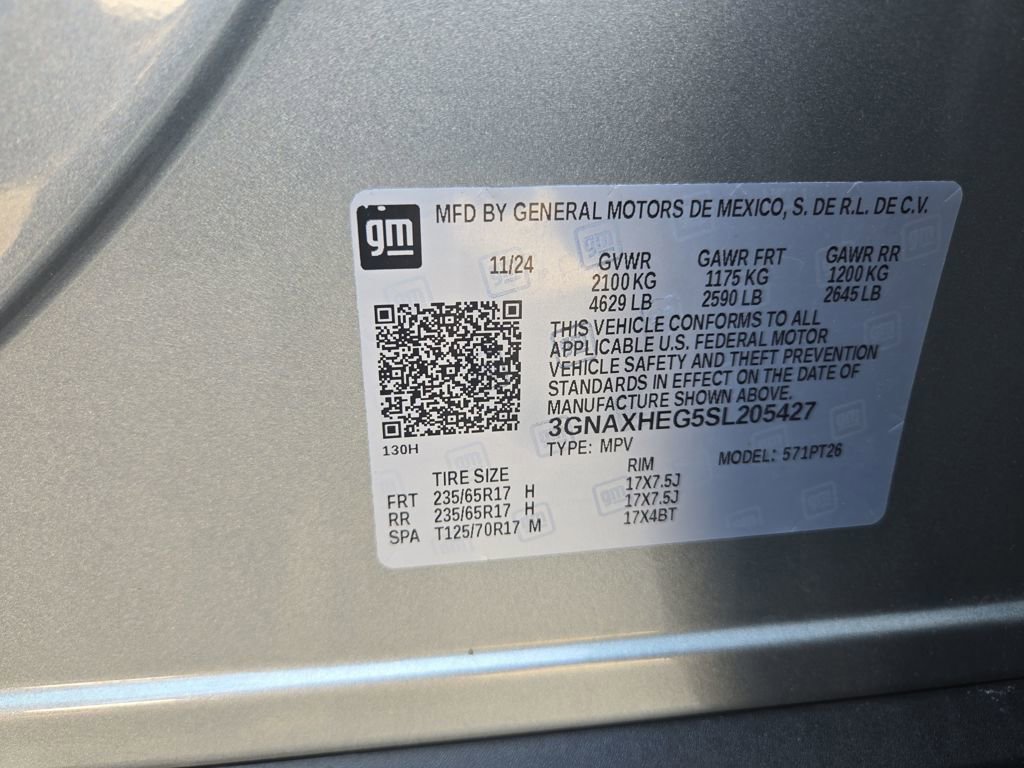 gm MFD BY GENERAL MOTORS DE MEXICO, S. DE R.L. DE C.V.
11/24 GVWR GAWR FRT GAWR RR
2100 KG 1175 KG 1200 KG
4629 LB 2590 LB 2645 LB
THIS VEHICLE CONFORMS TO ALL
APPLICABLE U.S. FEDERAL MOTOR
VEHICLE SAFETY AND THEFT PREVENTION
STANDARDS IN EFFECT ON THE DATE OF
MANUFACTURE SHOWN ABOVE.
3GNAXHEG5SL205427
130H
TYPE: MPV MODEL: 571PT26
TIRE SIZE RIM
FRT 235/65R17 H 17X7.5J
RR 235/65R17 H 17X7.5J
SPA T125/70R17 M 17X4BT